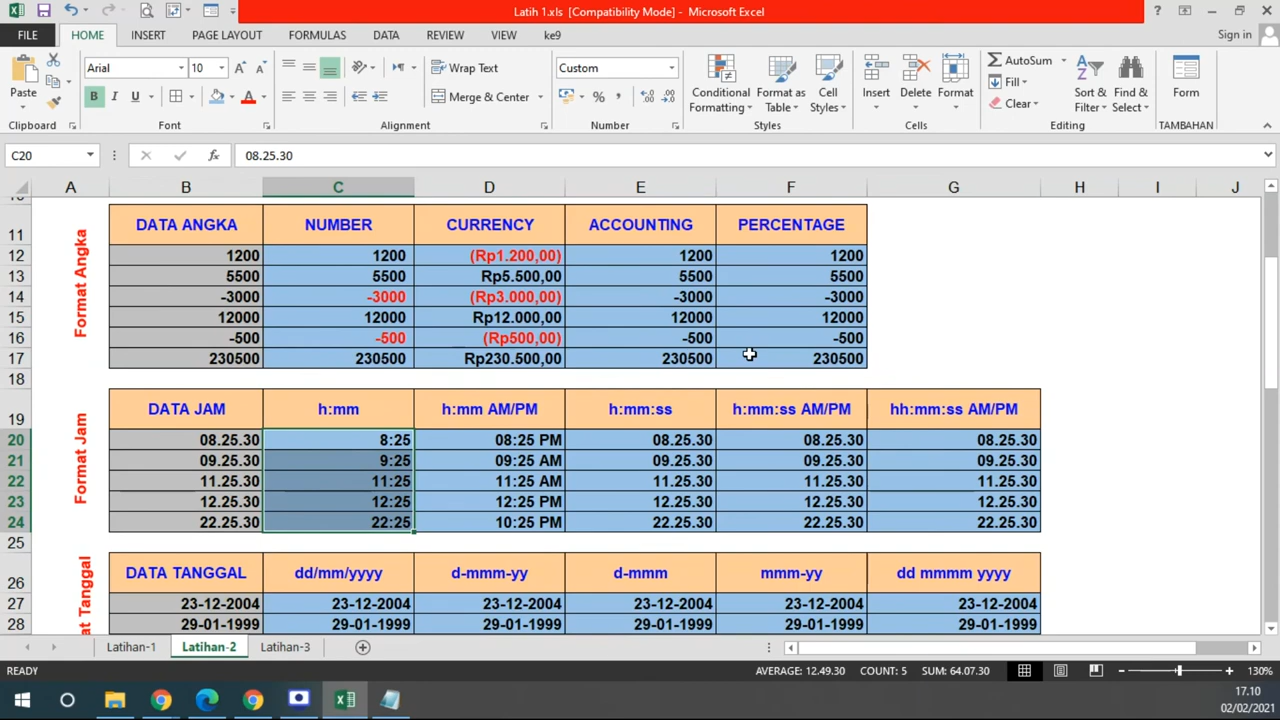 Latih 1.xls [Compatibility Mode] - Microsoft Excel
FILE HOME INSERT PAGE LAYOUT FORMULAS DATA REVIEW VIEW ke9 Sign in
Arial 10 Wrap Text Custom AutoSum
Paste B I U A Merge & Center % Conditional Formatting Format as Table Cell Styles Insert Delete Format Fill Clear Sort & Filter Find & Select Form
Clipboard Font Alignment Number Styles Cells Editing TAMBAHAN
C20 fx 08.25.30
A B C D E F G H I J
11 DATA ANGKA NUMBER CURRENCY ACCOUNTING PERCENTAGE
Format Angka
12 1200 1200 (Rp1.200,00) 1200 1200
13 5500 5500 Rp5.500,00 5500 5500
14 -3000 -3000 (Rp3.000,00) -3000 -3000
15 12000 12000 Rp12.000,00 12000 12000
16 -500 -500 (Rp500,00) -500 -500
17 230500 230500 Rp230.500,00 230500 230500
18
19 DATA JAM h:mm h:mm AM/PM h:mm:ss h:mm:ss AM/PM hh:mm:ss AM/PM
Format Jam
20 08.25.30 8:25 08:25 PM 08.25.30 08.25.30 08.25.30
21 09.25.30 9:25 09:25 AM 09.25.30 09.25.30 09.25.30
22 11.25.30 11:25 11:25 AM 11.25.30 11.25.30 11.25.30
23 12.25.30 12:25 12:25 PM 12.25.30 12.25.30 12.25.30
24 22.25.30 22:25 10:25 PM 22.25.30 22.25.30 22.25.30
25
26 DATA TANGGAL dd/mm/yyyy d-mmm-yy d-mmm mmm-yy dd mmmm yyyy
at Tanggal
27 23-12-2004 23-12-2004 23-12-2004 23-12-2004 23-12-2004 23-12-2004
28 29-01-1999 29-01-1999 29-01-1999 29-01-1999 29-01-1999 29-01-1999
Latihan-1 Latihan-2 Latihan-3
READY AVERAGE: 12.49.30 COUNT: 5 SUM: 64.07.30 130%
17.10
02/02/2021